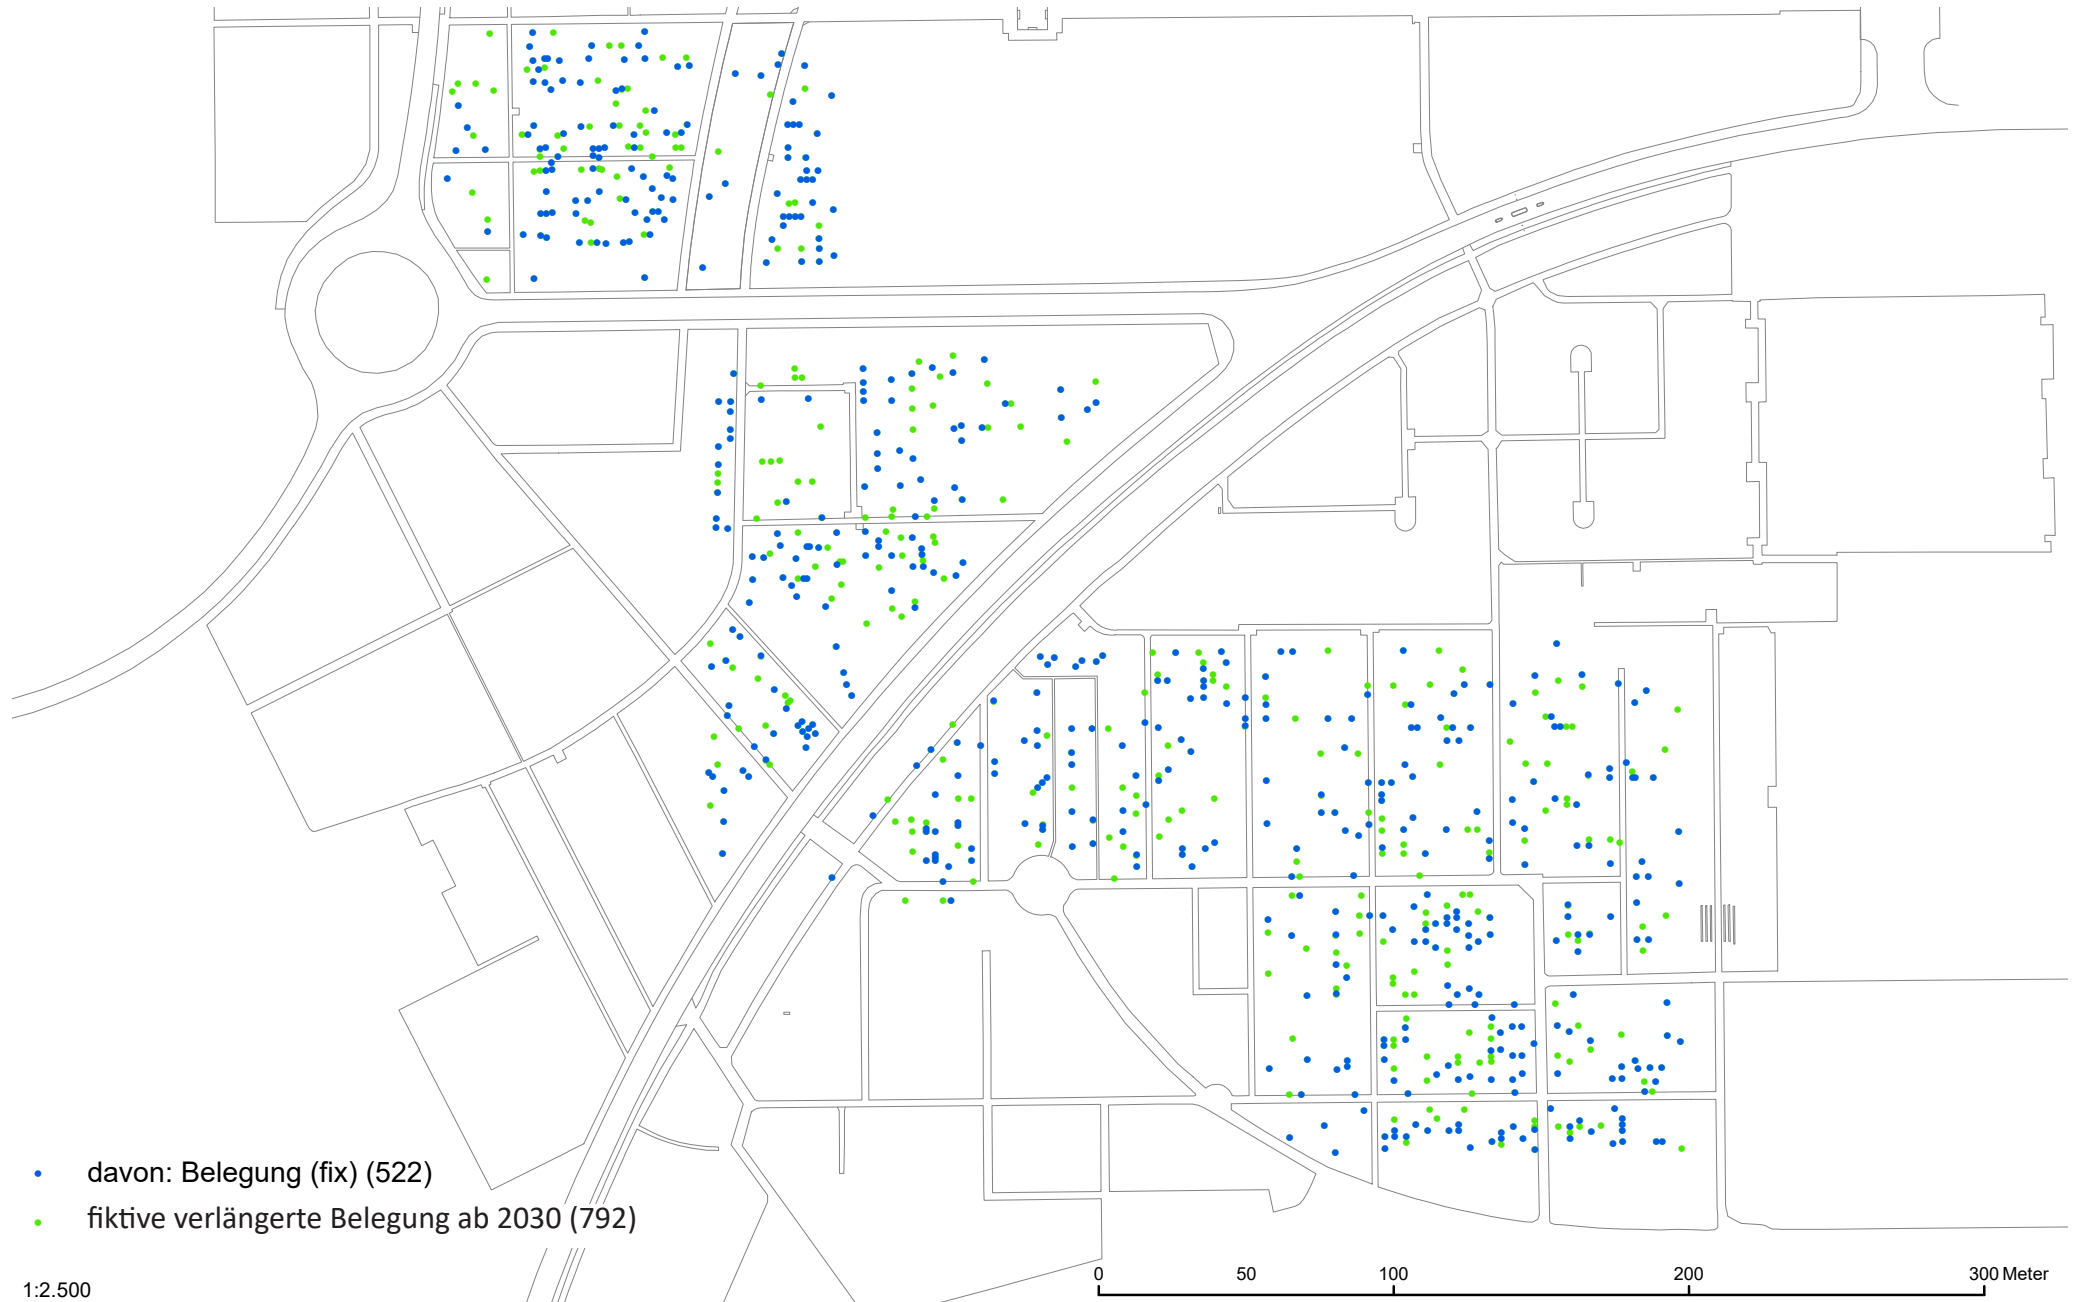 davon: Belegung (fix) (522)
fiktive verlängerte Belegung ab 2030 (792)
1:2.500
0 50 100 200 300 Meter